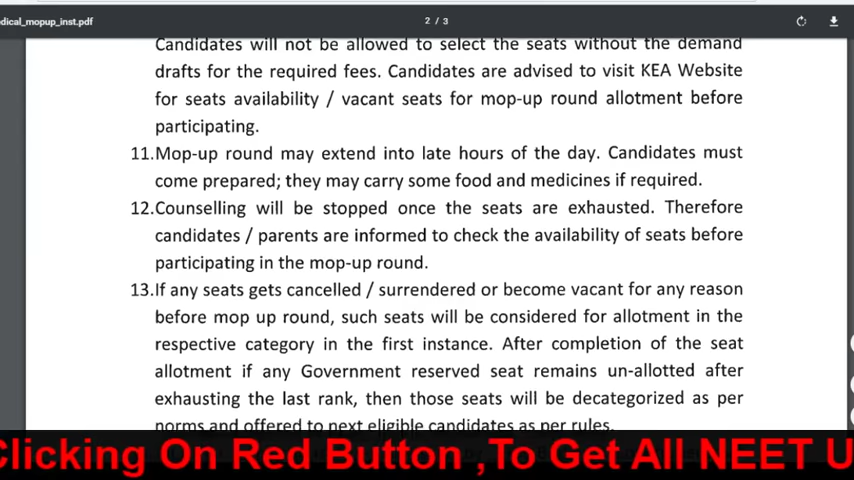 dical_mopup_inst.pdf
2 / 3
Candidates will not be allowed to select the seats without the demand
drafts for the required fees. Candidates are advised to visit KEA Website
for seats availability / vacant seats for mop-up round allotment before
participating.
11.Mop-up round may extend into late hours of the day. Candidates must
come prepared; they may carry some food and medicines if required.
12.Counselling will be stopped once the seats are exhausted. Therefore
candidates / parents are informed to check the availability of seats before
participating in the mop-up round.
13.If any seats gets cancelled / surrendered or become vacant for any reason
before mop up round, such seats will be considered for allotment in the
respective category in the first instance. After completion of the seat
allotment if any Government reserved seat remains un-allotted after
exhausting the last rank, then those seats will be decategorized as per
norms and offered to next eligible candidates as per rules.
Clicking On Red Button ,To Get All NEET U